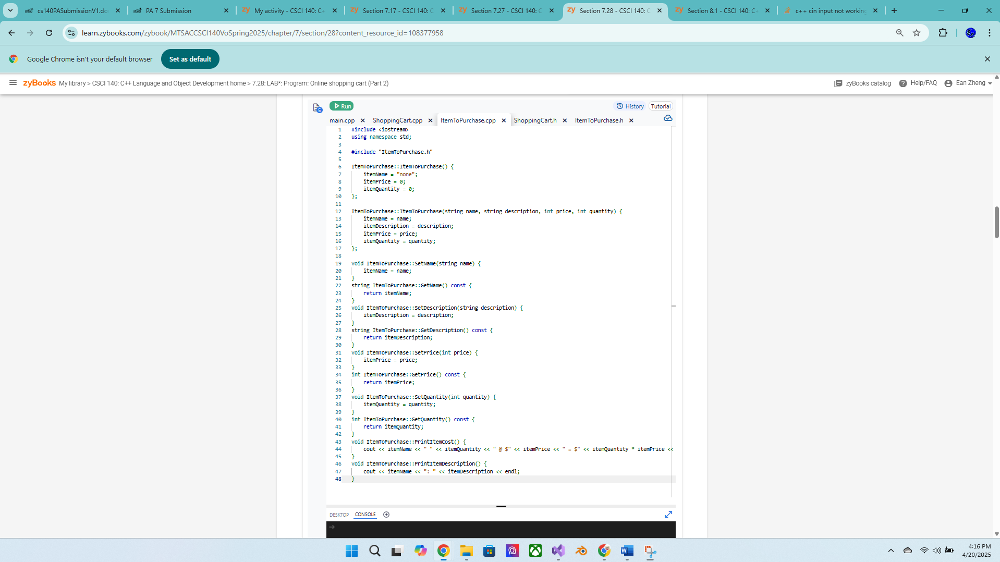 cs140PASubmissionV1.do
PA 7 Submission
My activity - CSCI 140: C+
Section 7.17 - CSCI 140: C
Section 7.27 - CSCI 140: C
Section 7.28 - CSCI 140: C
Section 8.1 - CSCI 140: C+
c++ cin input not working
learn.zybooks.com/zybook/MTSACCSCI140VoSpring2025/chapter/7/section/28?content_resource_id=108377958
Google Chrome isn't your default browser Set as default
zyBooks My library > CSCI 140: C++ Language and Object Development home > 7.28: LAB*: Program: Online shopping cart (Part 2) zyBooks catalog Help/FAQ Ean Zheng
5 Run History Tutorial
main.cpp ShoppingCart.cpp ItemToPurchase.cpp ShoppingCart.h ItemToPurchase.h
1 #include <iostream>
2 using namespace std;
3
4 #include "ItemToPurchase.h"
5
6 ItemToPurchase::ItemToPurchase() {
7 itemName = "none";
8 itemPrice = 0;
9 itemQuantity = 0;
10 };
11
12 ItemToPurchase::ItemToPurchase(string name, string description, int price, int quantity) {
13 itemName = name;
14 itemDescription = description;
15 itemPrice = price;
16 itemQuantity = quantity;
17 };
18
19 void ItemToPurchase::SetName(string name) {
20 itemName = name;
21 }
22 string ItemToPurchase::GetName() const {
23 return itemName;
24 }
25 void ItemToPurchase::SetDescription(string description) {
26 itemDescription = description;
27 }
28 string ItemToPurchase::GetDescription() const {
29 return itemDescription;
30 }
31 void ItemToPurchase::SetPrice(int price) {
32 itemPrice = price;
33 }
34 int ItemToPurchase::GetPrice() const {
35 return itemPrice;
36 }
37 void ItemToPurchase::SetQuantity(int quantity) {
38 itemQuantity = quantity;
39 }
40 int ItemToPurchase::GetQuantity() const {
41 return itemQuantity;
42 }
43 void ItemToPurchase::PrintItemCost() {
44 cout << itemName << " " << itemQuantity << " @ $" << itemPrice << " = $" << itemQuantity * itemPrice <<
45 }
46 void ItemToPurchase::PrintItemDescription() {
47 cout << itemName << ": " << itemDescription << endl;
48 }
DESKTOP CONSOLE
4:16 PM
4/20/2025